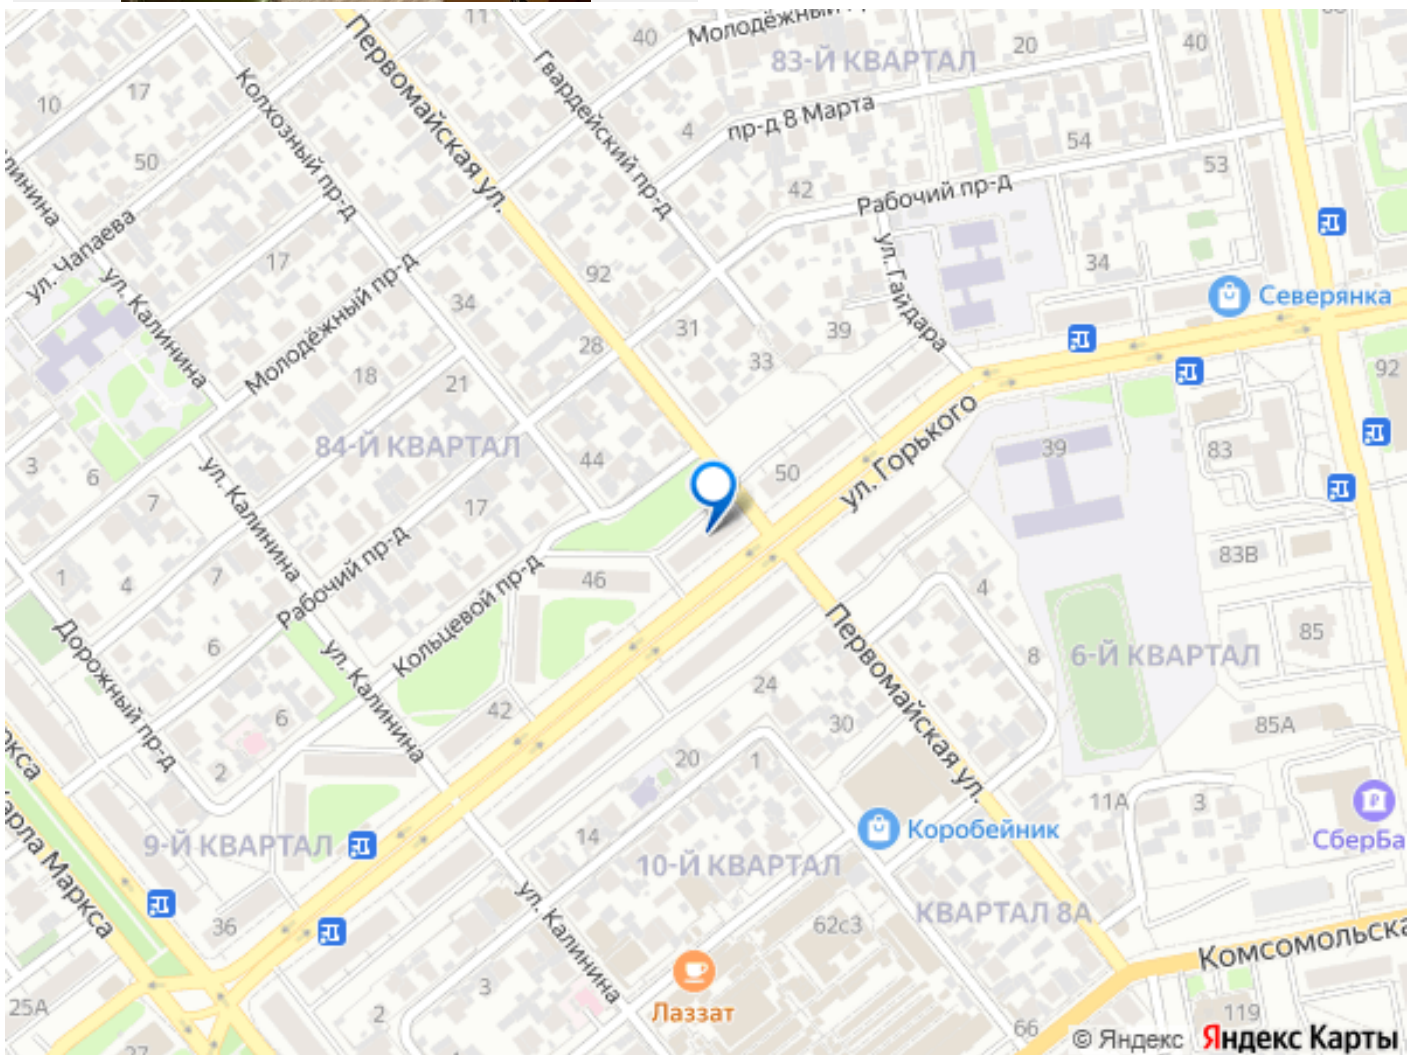 11
40
Молодёжный
83-Й КВАРТАЛ
20
40
Первомайская ул.
Гвардейский пр-д
Колхозный пр-д
17
10
4
пр-д 8 Марта
54
50
53
42
Рабочий пр-д
ул. Чапаева
ул. Гайдара
17
92
34
ул. Калинина
Молодёжный пр-д
34
Северянка
31
39
28
33
18
21
92
84-Й КВАРТАЛ
ул. Горького
3
6
44
50
39
83
7
ул. Калинина
17
Рабочий пр-д
83В
1
4
7
46
4
Кольцевой пр-д
Дорожный пр-д
6
Первомайская ул.
85
8
6-Й КВАРТАЛ
ул. Калинина
24
6
42
30
85А
2
20
1
11А
3
Карла Маркса
9-Й КВАРТАЛ
14
Коробейник
СберБа
10-Й КВАРТАЛ
ул. Калинина
КВАРТАЛ 8А
36
62с3
Комсомольска
3
25А
2
Лаззат
66
119
27
© Яндекс Яндекс Карты